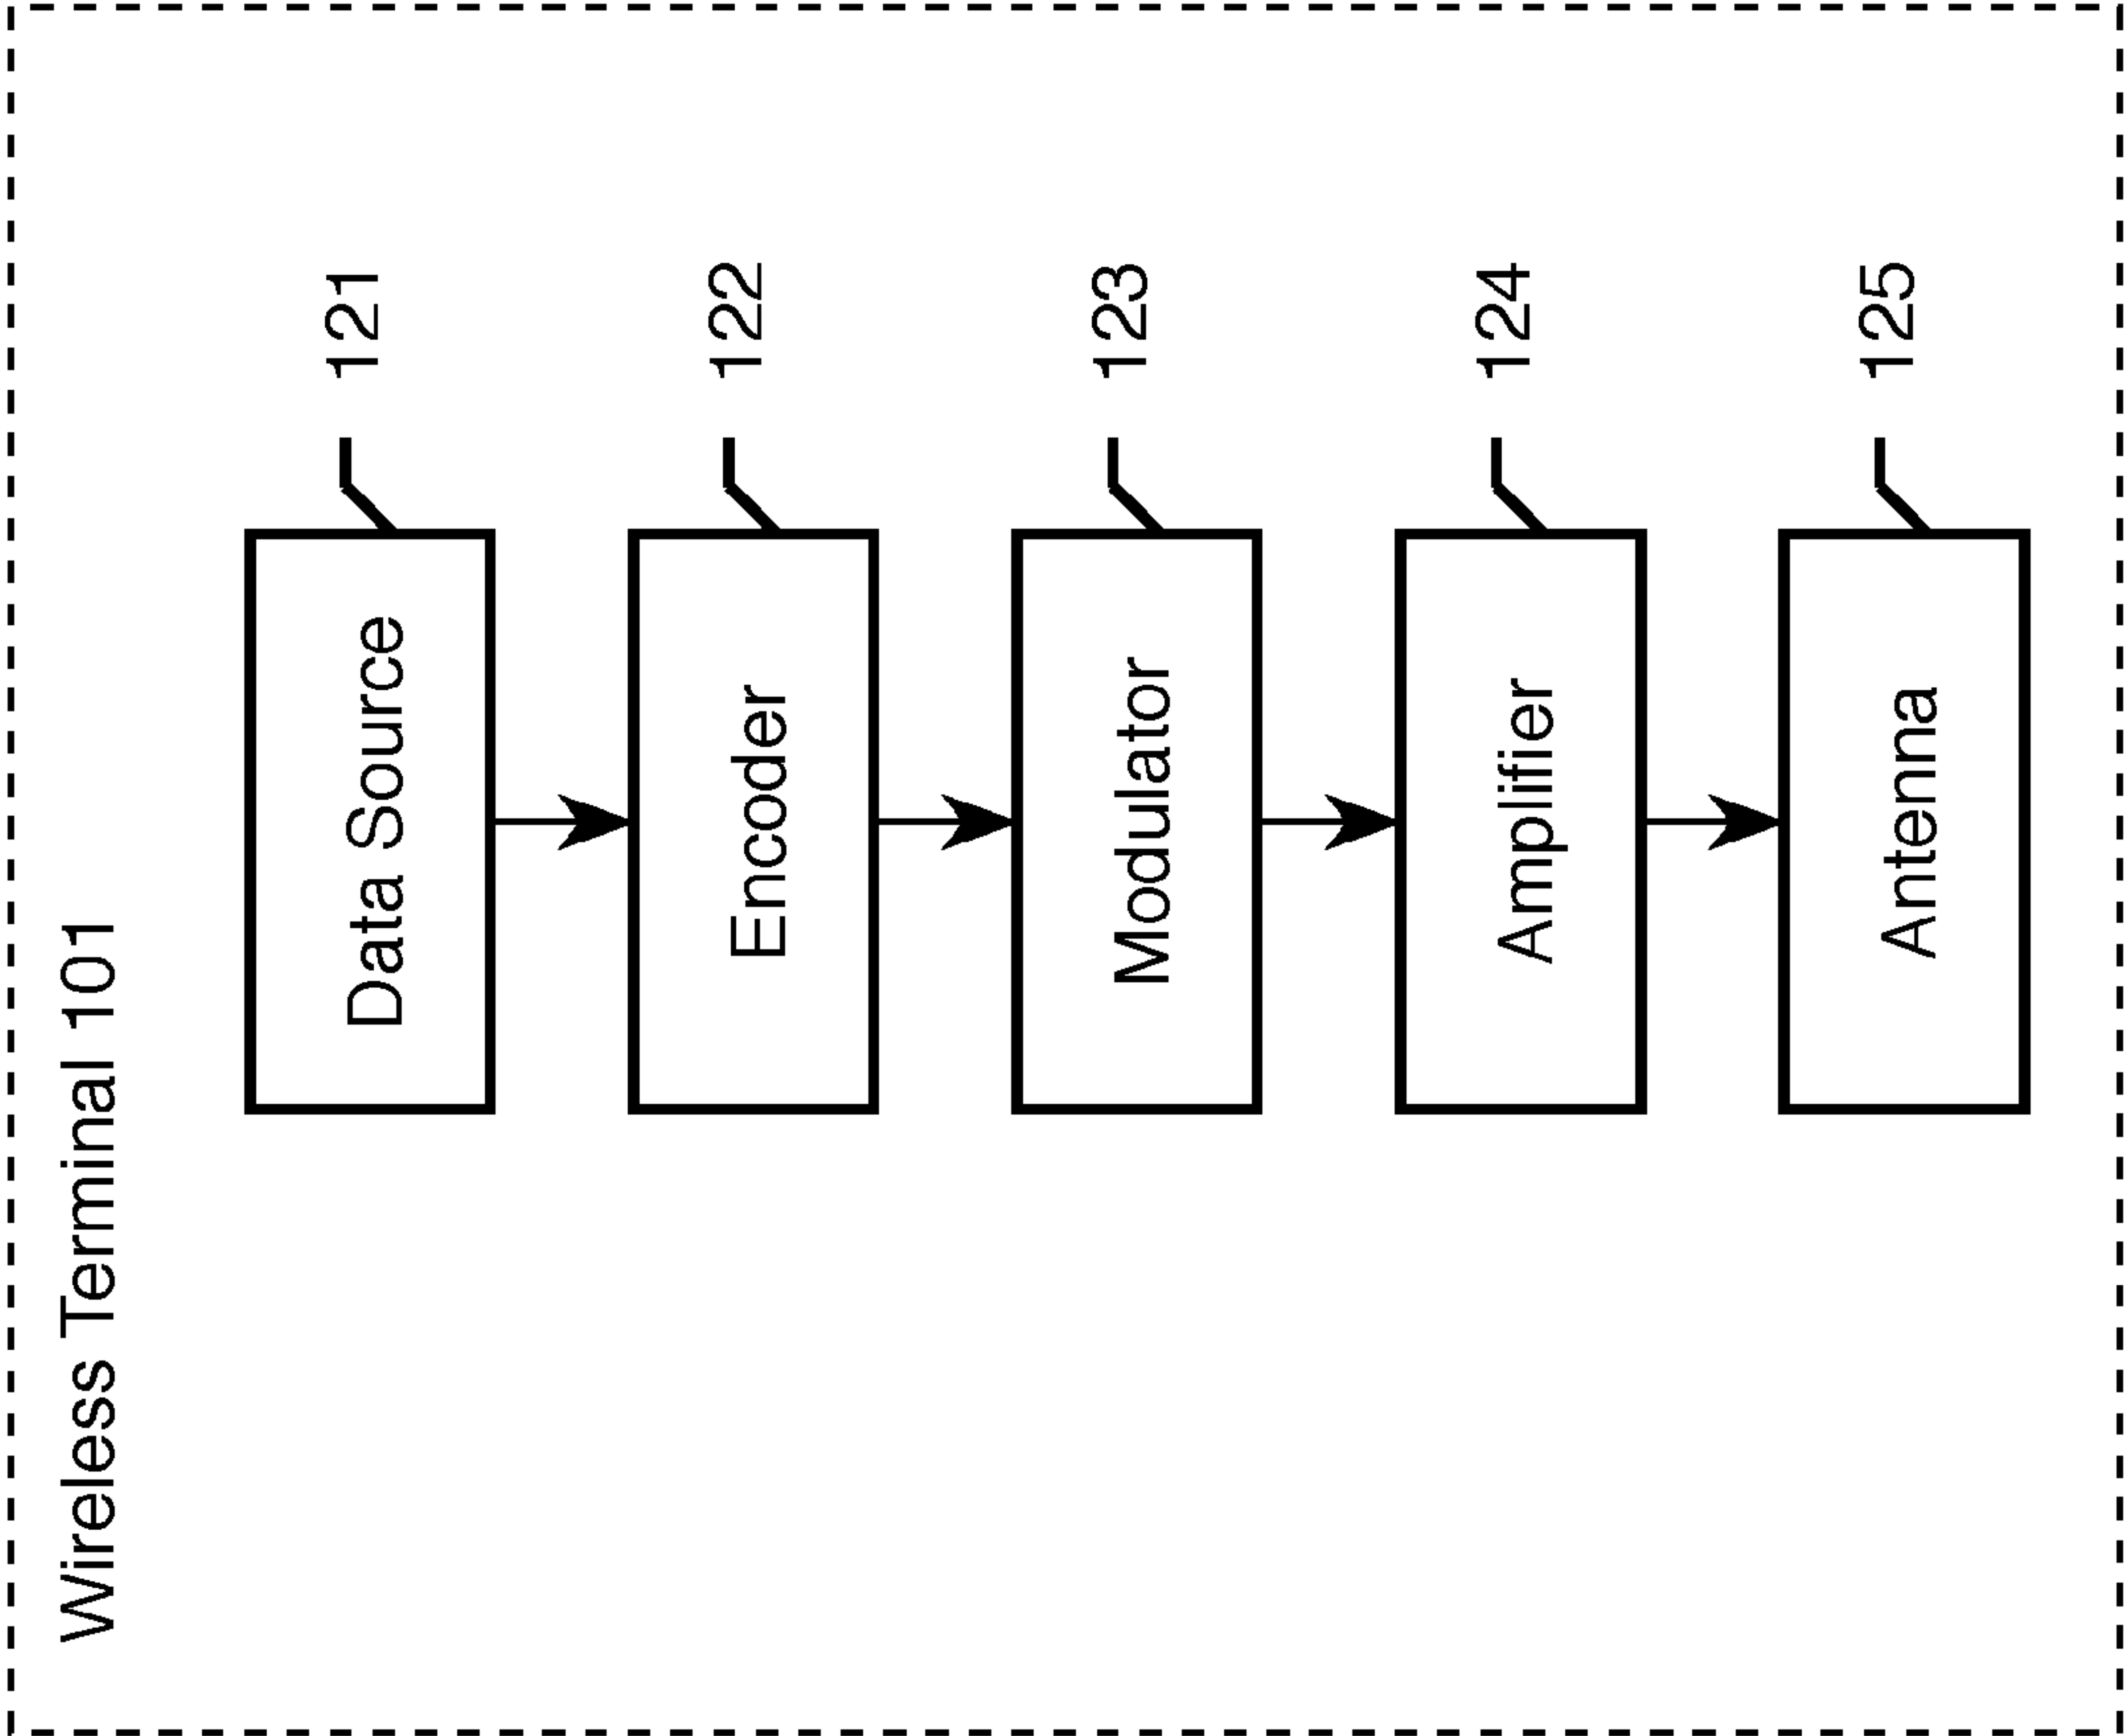 Wireless Terminal 101
Data Source
121
Encoder
122
Modulator
123
Amplifier
124
Antenna
125